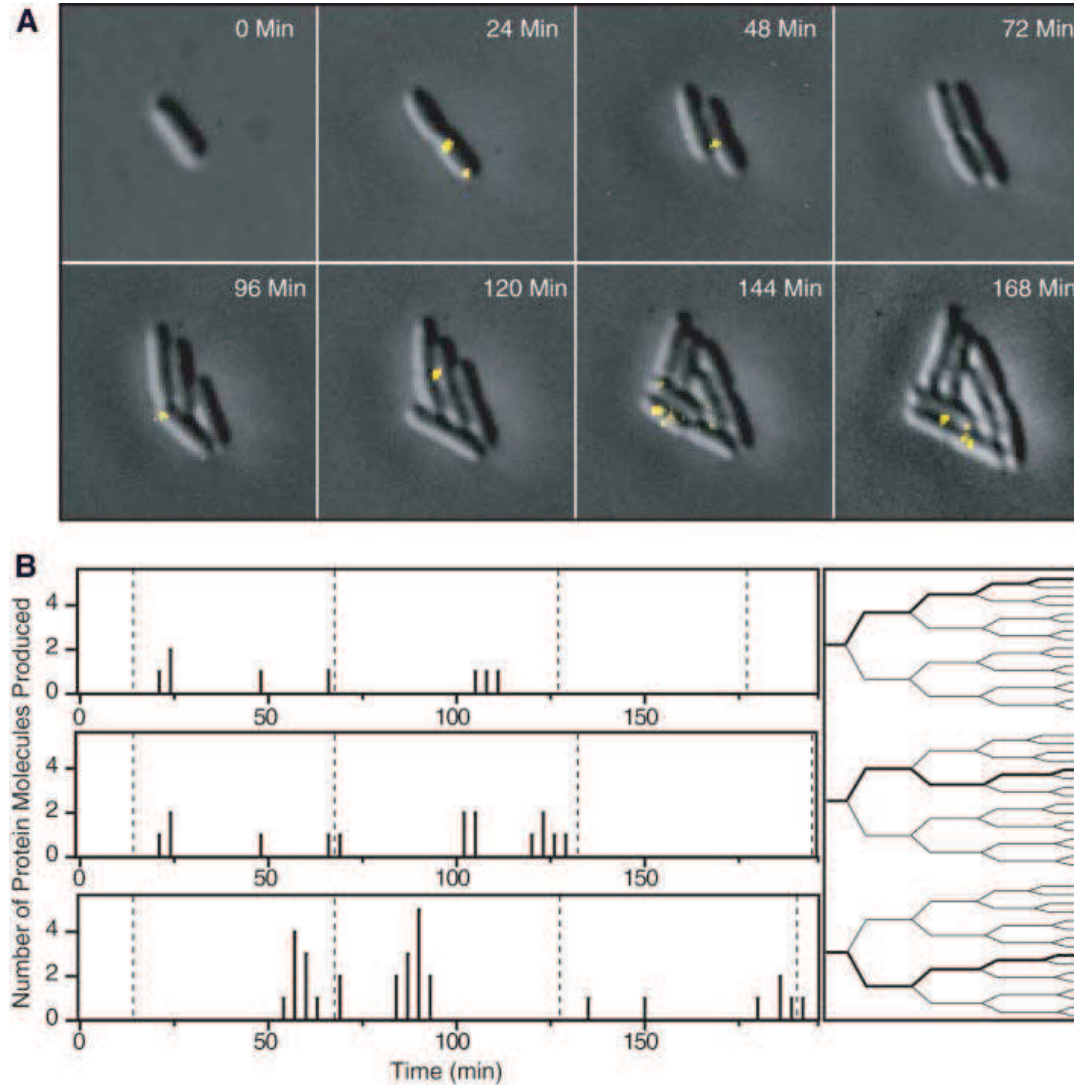 A
0 Min
24 Min
48 Min
72 Min
96 Min
120 Min
144 Min
168 Min
B
Number of Protein Molecules Produced
4
2
0
0
50
100
150
4
2
0
0
50
100
150
4
2
0
0
50
100
150
Time (min)